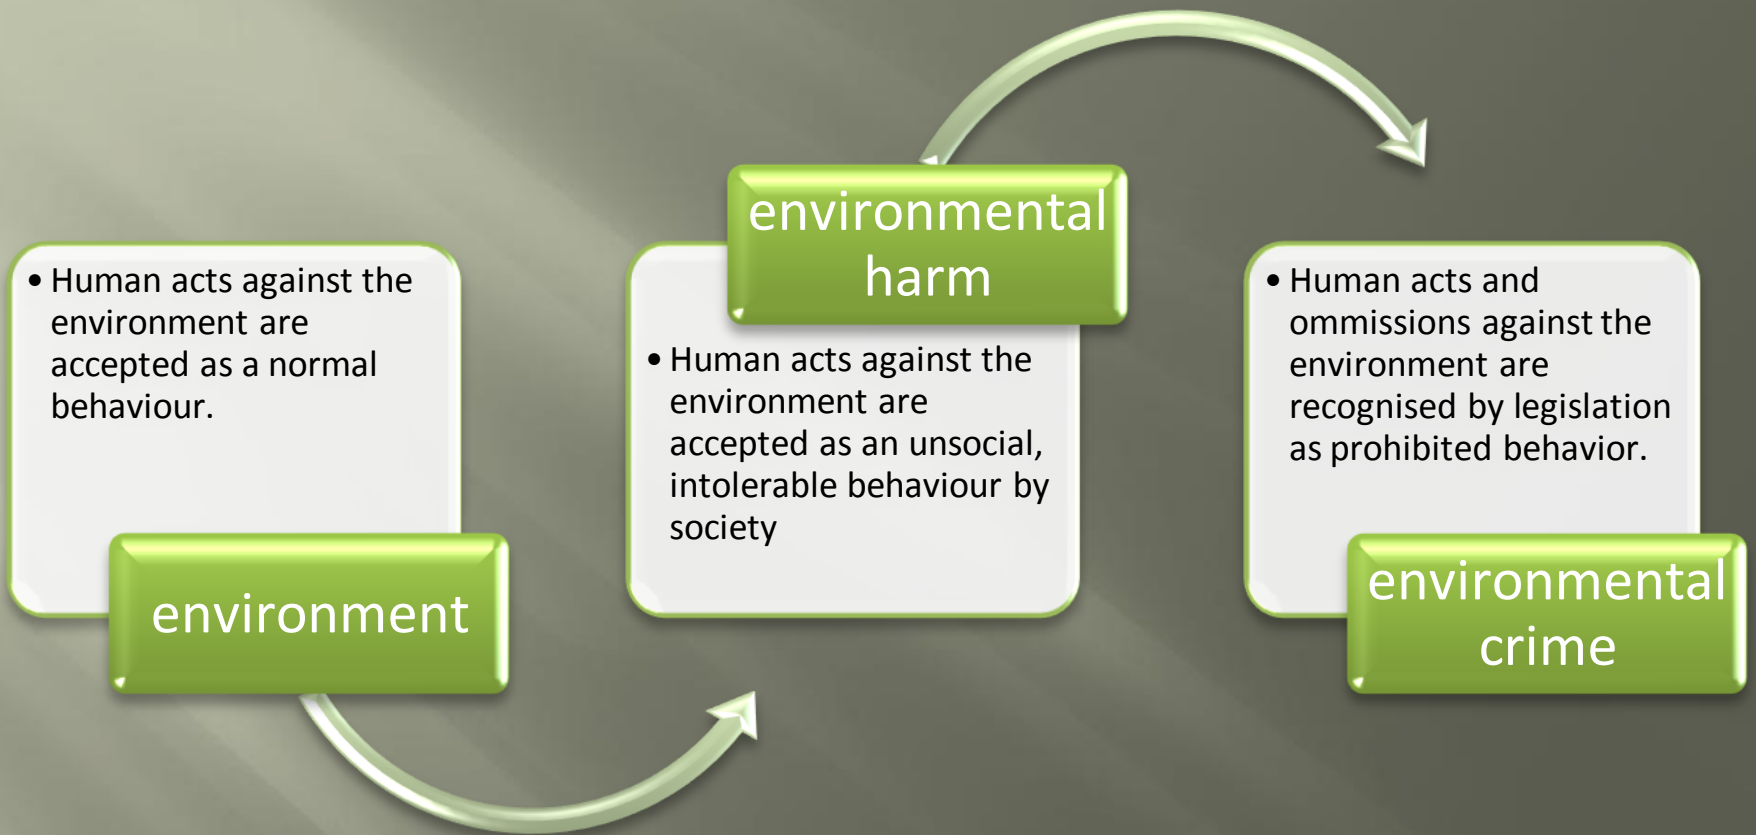 • Human acts against the
environment are
accepted as a normal
behaviour.
environment
environmental
harm
• Human acts against the
environment are
accepted as an unsocial,
intolerable behaviour by
society
• Human acts and
ommissions against the
environment are
recognised by legislation
as prohibited behavior.
environmental
crime